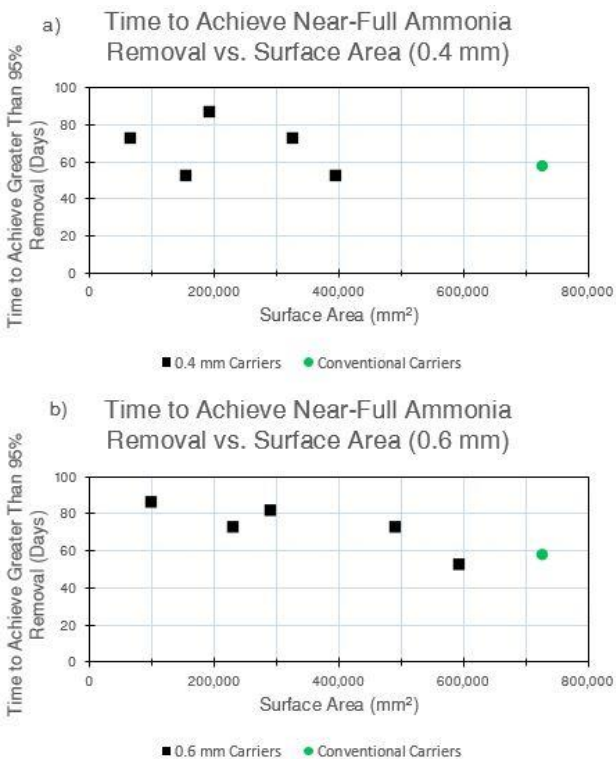 a) Time to Achieve Near-Full Ammonia
Removal vs. Surface Area (0.4 mm)
Time to Achieve Greater Than 95%
Removal (Days)
100
80
60
40
20
0
0 200,000 400,000 600,000 800,000
Surface Area (mm²)
0.4 mm Carriers Conventional Carriers
b) Time to Achieve Near-Full Ammonia
Removal vs. Surface Area (0.6 mm)
Time to Achieve Greater Than 95%
Removal (Days)
100
80
60
40
20
0
0 200,000 400,000 600,000 800,000
Surface Area (mm²)
0.6 mm Carriers Conventional Carriers